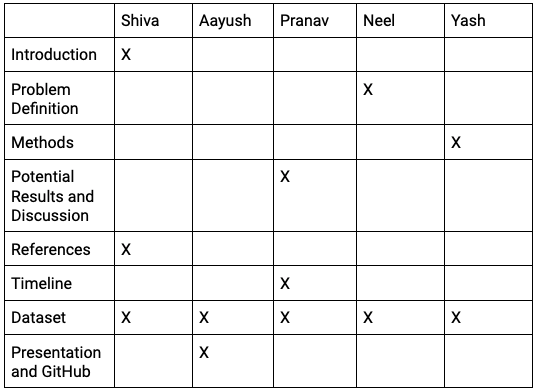 Shiva Aayush Pranav Neel Yash
Introduction X
Problem X
Definition
Methods X
Potential X
Results and
Discussion
References X
Timeline X
Dataset X X X X X
Presentation X
and GitHub